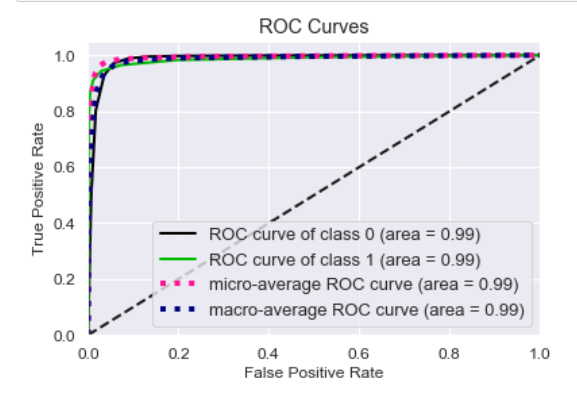 ROC Curves
True Positive Rate
1.0
0.8
0.6
0.4
0.2
0.0
ROC curve of class 0 (area = 0.99)
ROC curve of class 1 (area = 0.99)
micro-average ROC curve (area = 0.99)
macro-average ROC curve (area = 0.99)
0.0 0.2 0.4 0.6 0.8 1.0
False Positive Rate